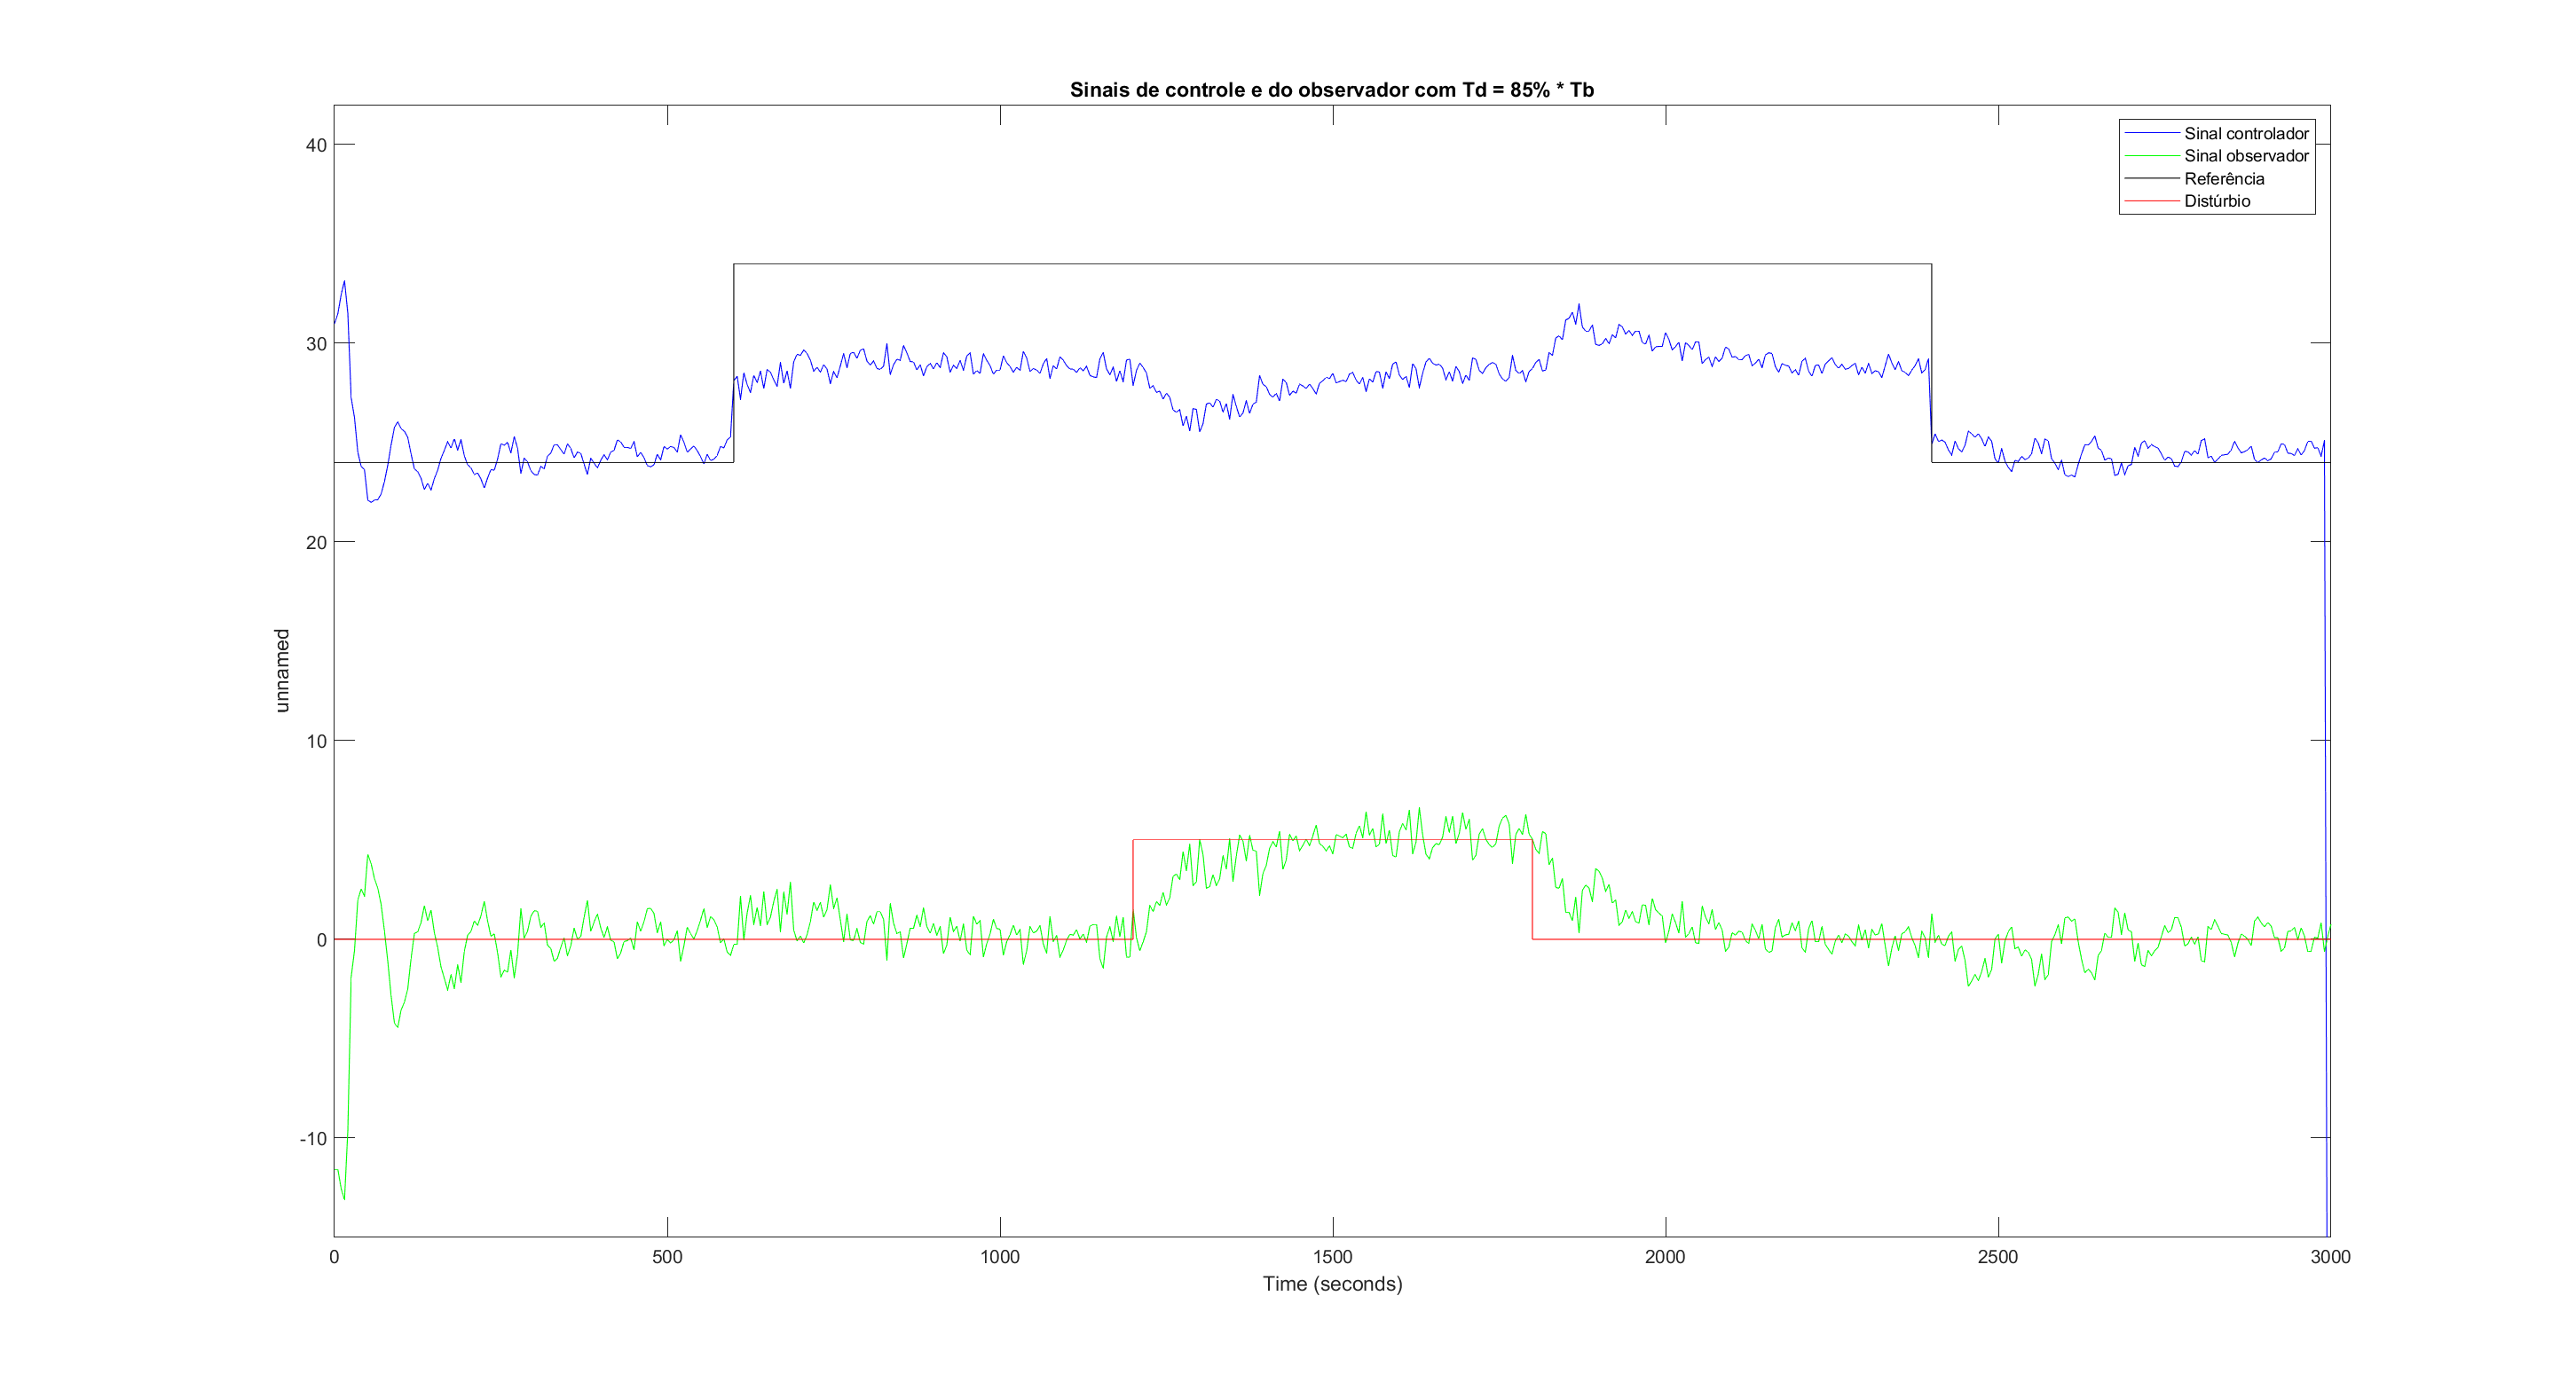 Sinais de controle e do observador com Td = 85% * Tb
Sinal controlador
Sinal observador
Referência
Distúrbio
40
30
20
10
0
-10
unnamed
0 500 1000 1500 2000 2500 3000
Time (seconds)